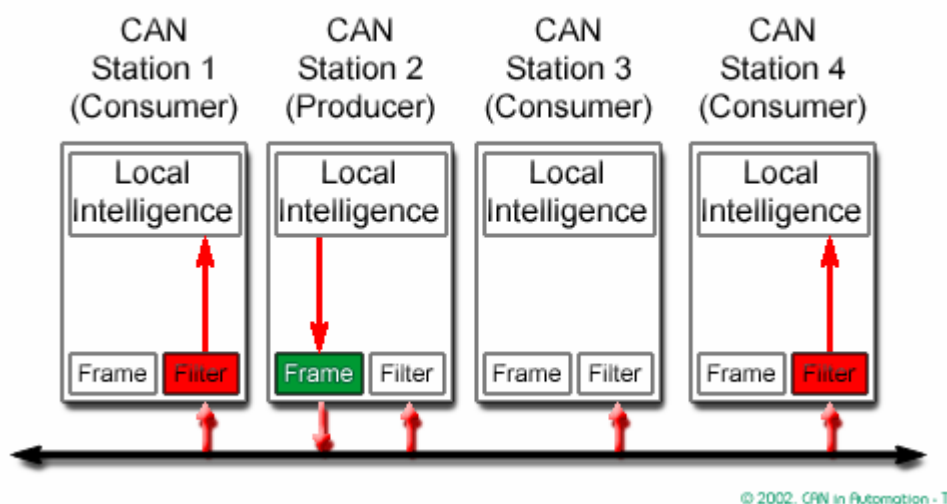 CAN
Station 1
(Consumer)
CAN
Station 2
(Producer)
CAN
Station 3
(Consumer)
CAN
Station 4
(Consumer)
Local
Intelligence
Local
Intelligence
Local
Intelligence
Local
Intelligence
Frame
Filter
Frame
Filter
Frame
Filter
Frame
Filter
© 2002, CAN in Automation - T